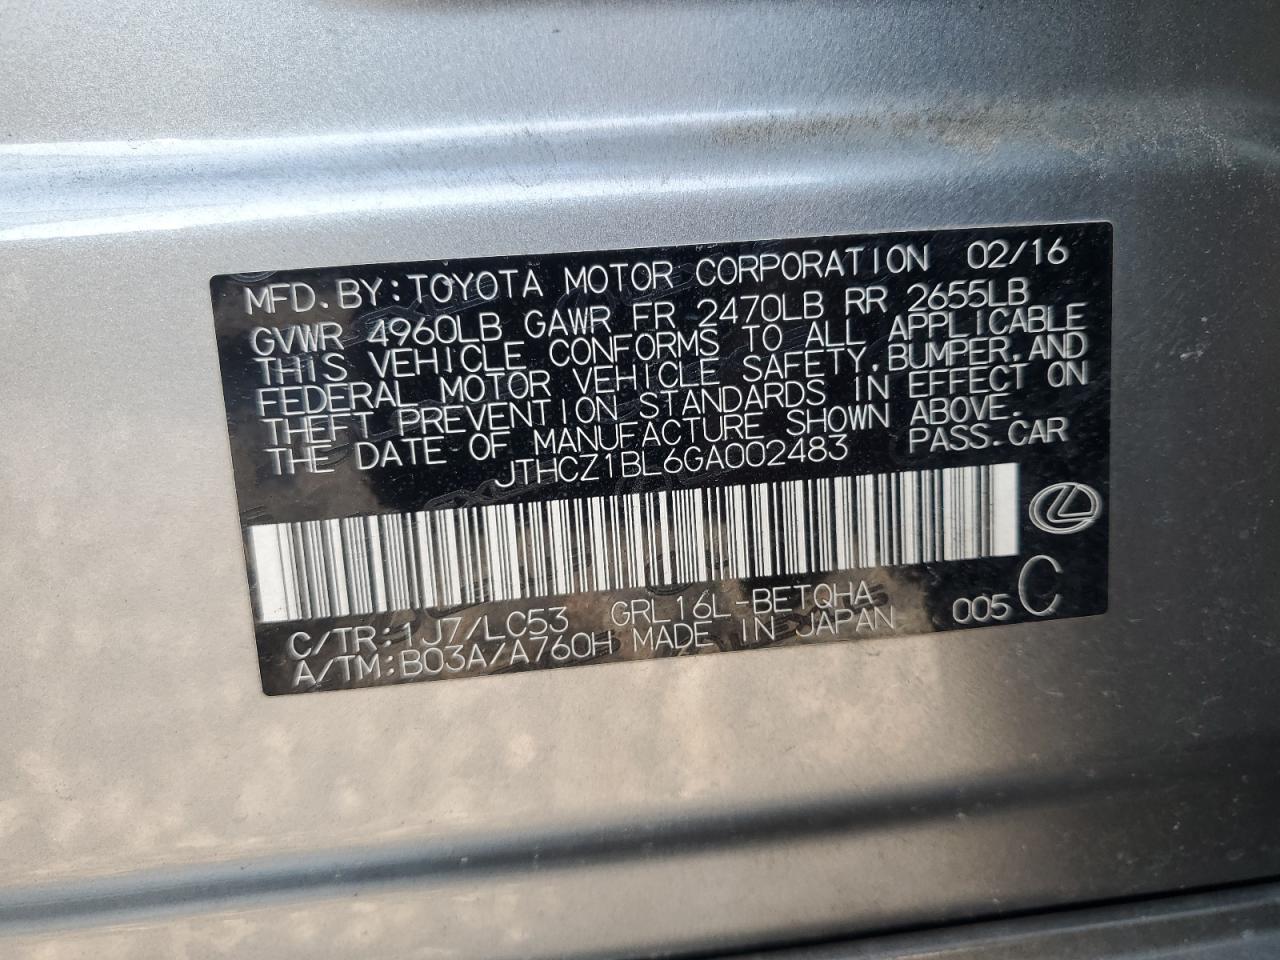 MFD. BY: TOYOTA MOTOR CORPORATION 02/16
GVWR 4960LB GAWR FR 2470LB RR 2655LB
THIS VEHICLE CONFORMS TO ALL APPLICABLE
FEDERAL MOTOR VEHICLE SAFETY, BUMPER, AND
THEFT PREVENTION STANDARDS IN EFFECT ON
THE DATE OF MANUFACTURE SHOWN ABOVE.
JTHCZ1BL6GA002483 PASS. CAR
C/TR: 1J7/LC53 GRL16L-BETQHA 005 C
A/TM: B03A/A760H MADE IN JAPAN